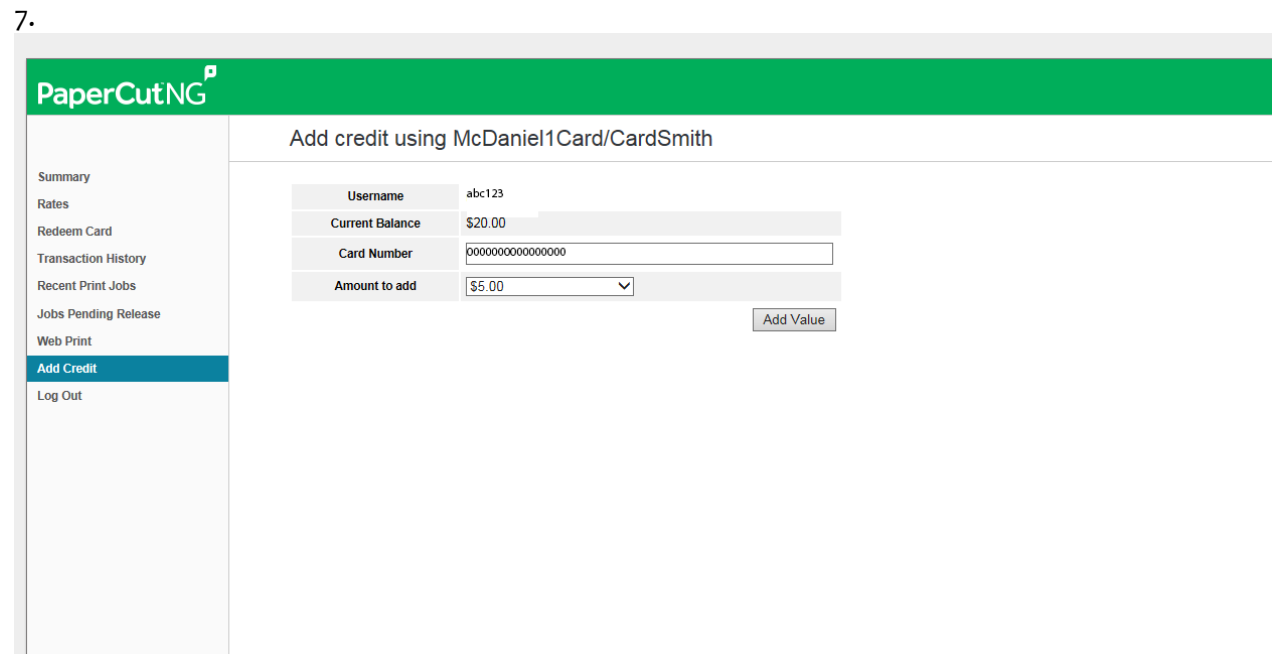 7.
PaperCut NG
Add credit using McDaniel1Card/CardSmith
Summary
Rates
Redeem Card
Transaction History
Recent Print Jobs
Jobs Pending Release
Web Print
Add Credit
Log Out
Username abc123
Current Balance $20.00
Card Number 0000000000000000
Amount to add $5.00
Add Value